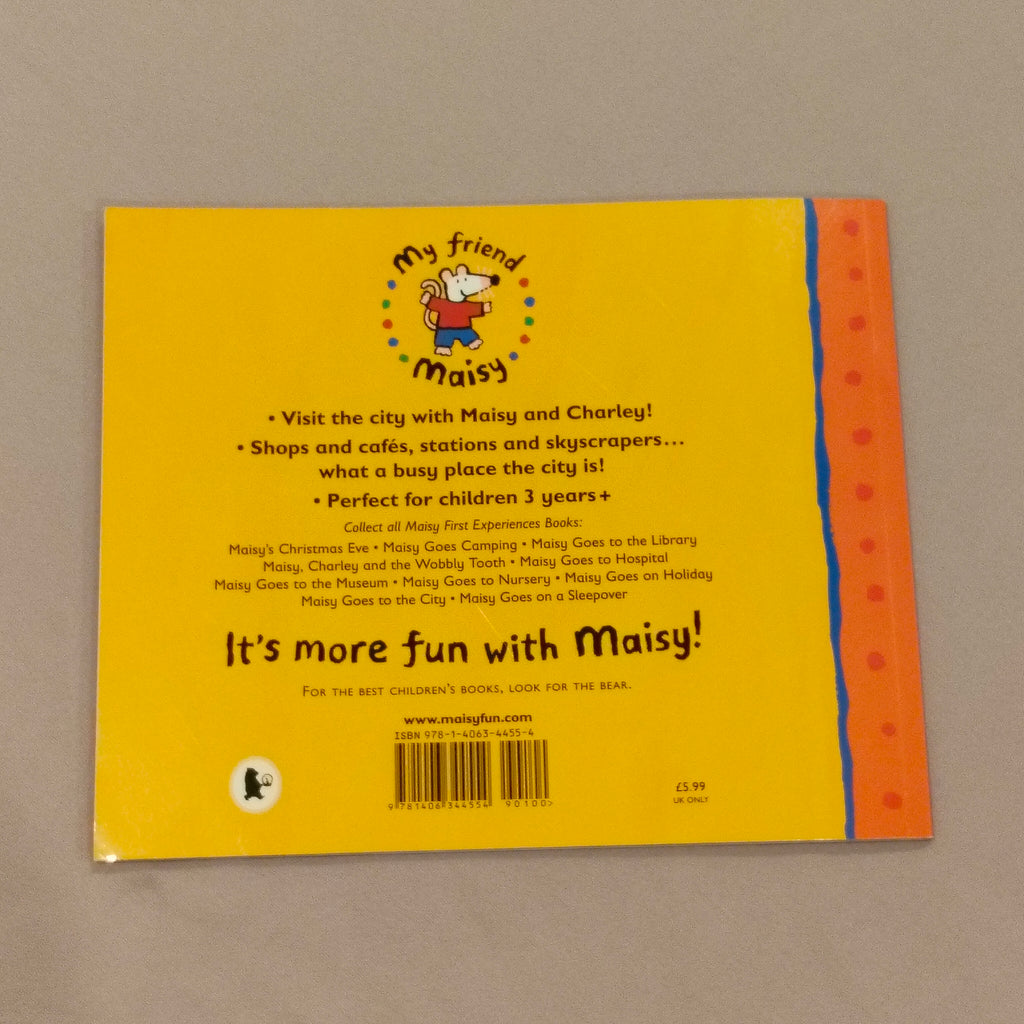 My friend
Maisy
• Visit the city with Maisy and Charley!
• Shops and cafés, stations and skyscrapers...
what a busy place the city is!
• Perfect for children 3 years+
Collect all Maisy First Experiences Books:
Maisy's Christmas Eve • Maisy Goes Camping • Maisy Goes to the Library
Maisy, Charley and the Wobbly Tooth • Maisy Goes to Hospital
Maisy Goes to the Museum • Maisy Goes to Nursery • Maisy Goes on Holiday
Maisy Goes to the City • Maisy Goes on a Sleepover
It's more fun with Maisy!
FOR THE BEST CHILDREN'S BOOKS, LOOK FOR THE BEAR.
www.maisyfun.com
ISBN 978-1-4063-4455-4
9 781406 344554 90100>
£5.99
UK ONLY